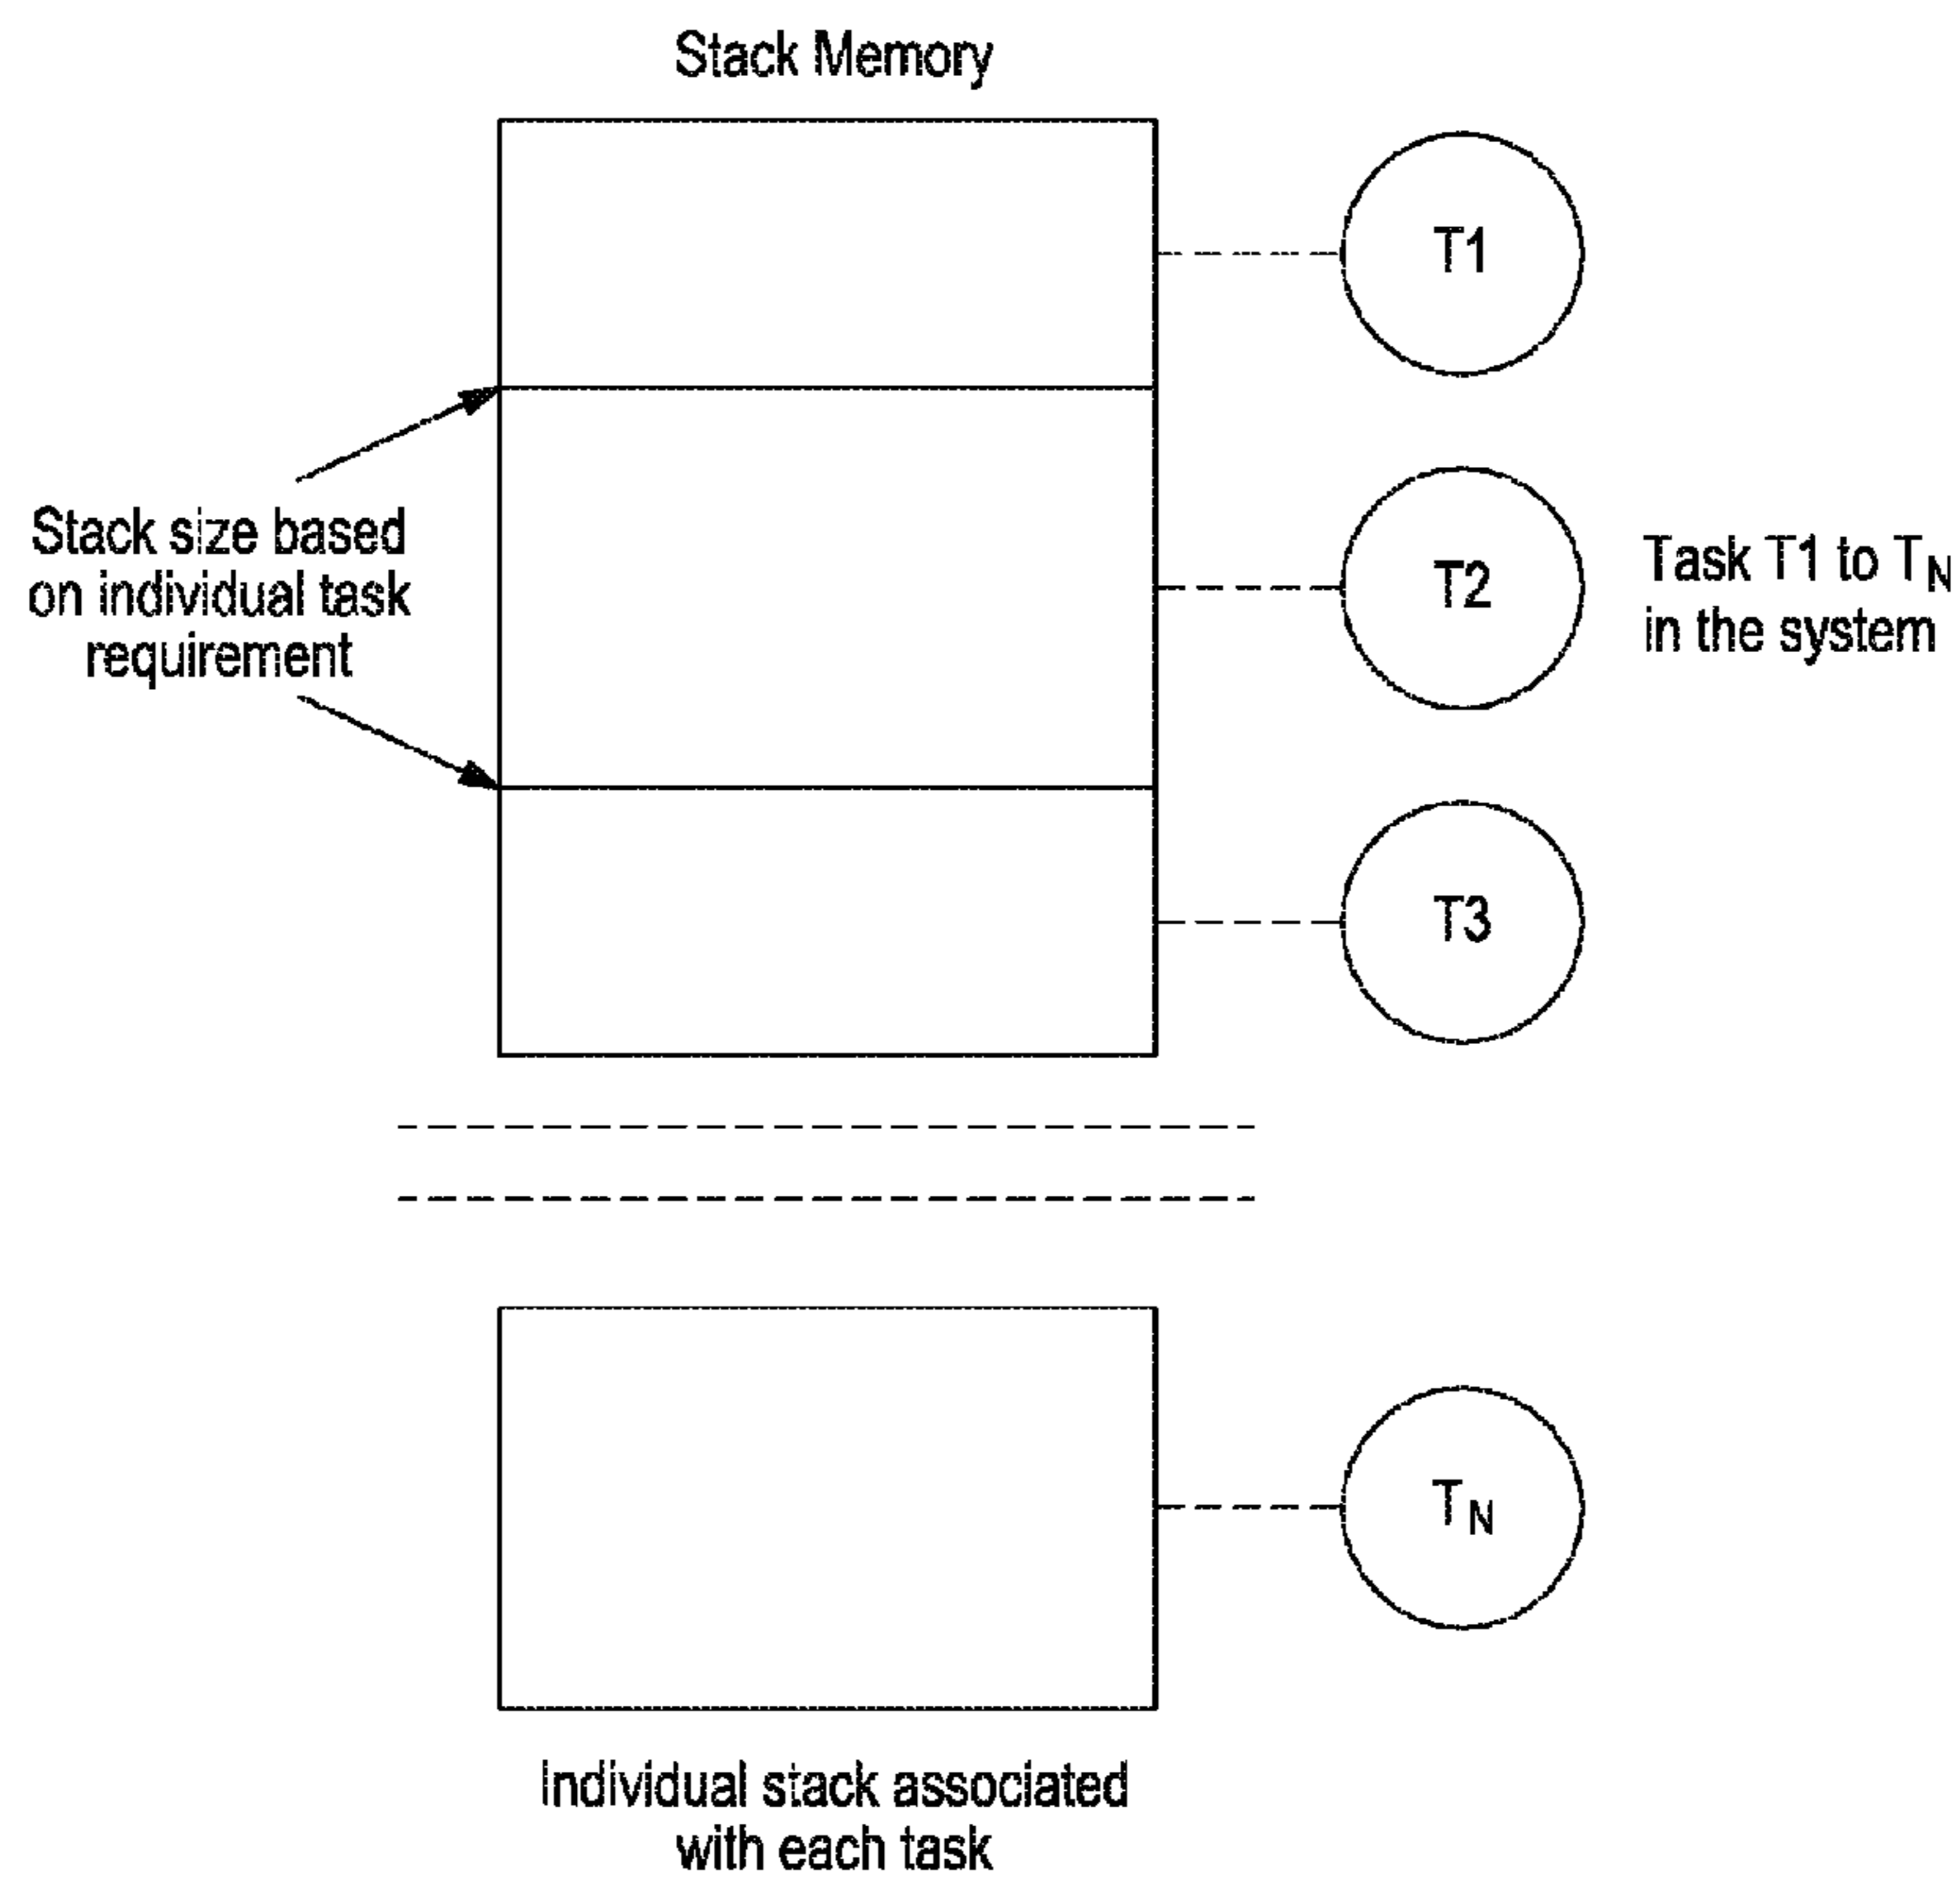 Stack Memory
T1
Stack size based
on individual task
requirement
T2
Task T1 to TN
in the system
T3
TN
Individual stack associated
with each task